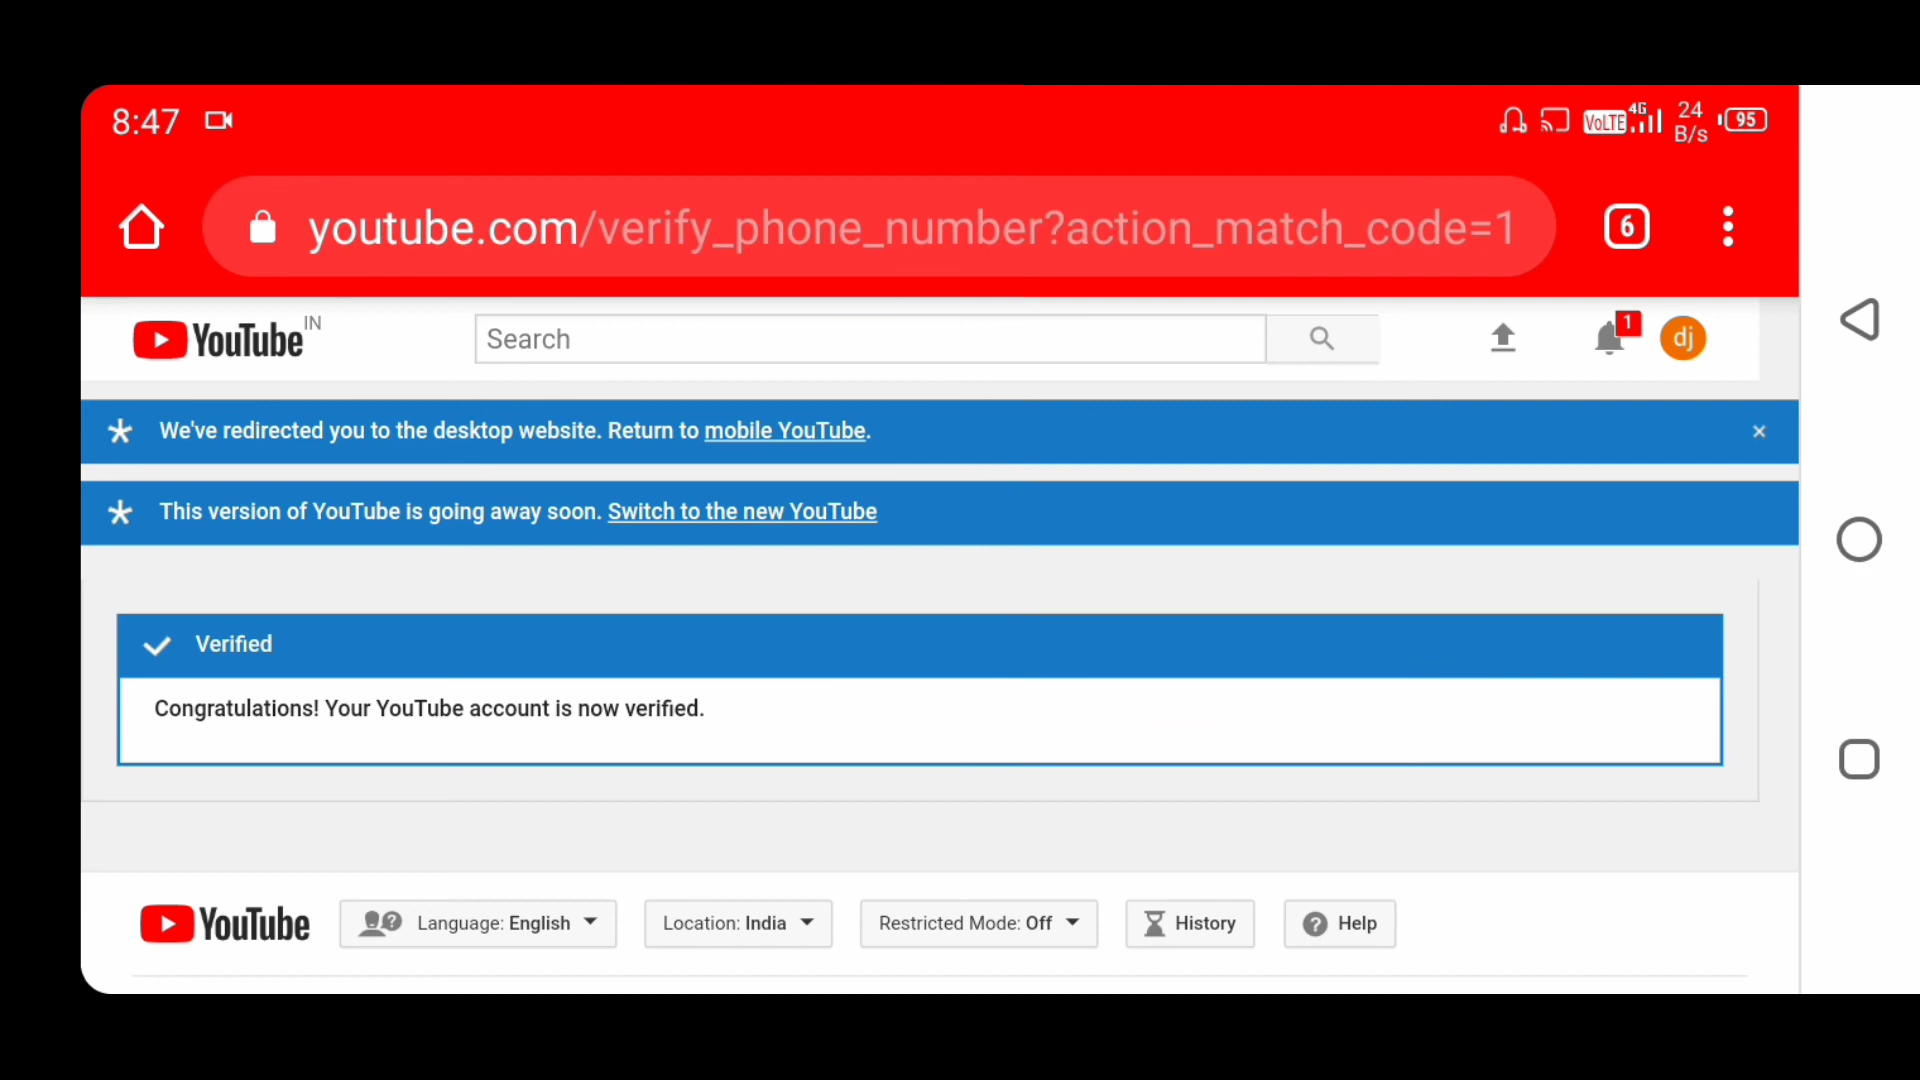 8:47 VoLTE 4G 24 B/s 95
youtube.com/verify_phone_number?action_match_code=1 6
YouTube IN Search 1 dj
We've redirected you to the desktop website. Return to mobile YouTube. ×
This version of YouTube is going away soon. Switch to the new YouTube
Verified
Congratulations! Your YouTube account is now verified.
YouTube Language: English Location: India Restricted Mode: Off History Help